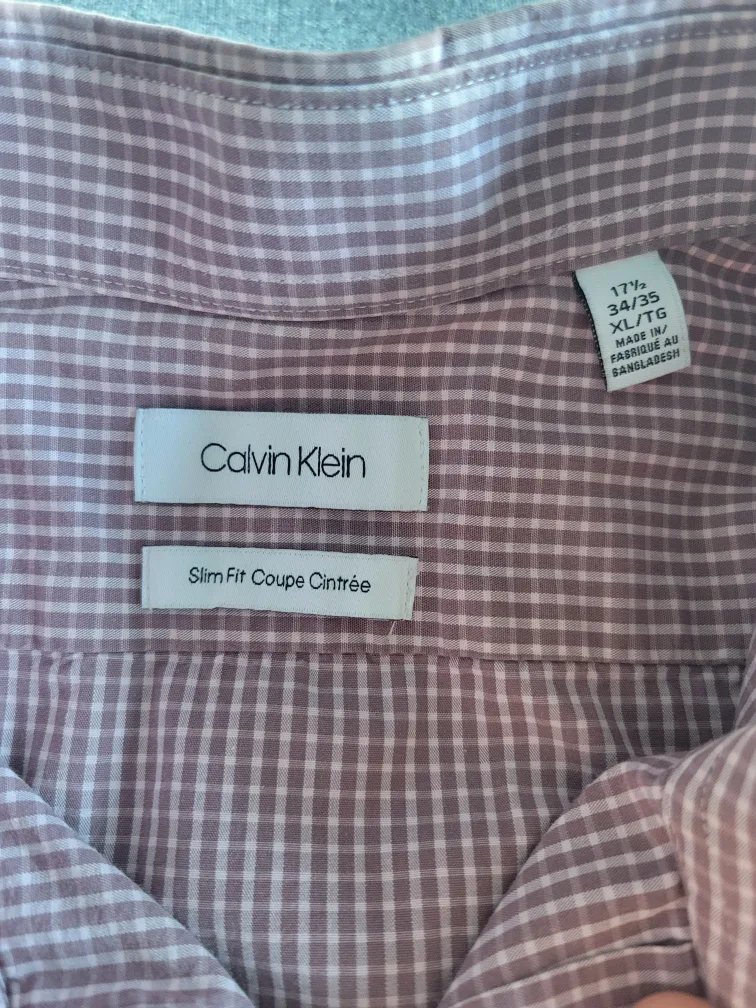 17½
34/35
XL/TG
MADE IN/
FABRIQUÉ AU
BANGLADESH
Calvin Klein
Slim Fit Coupe Cintrée